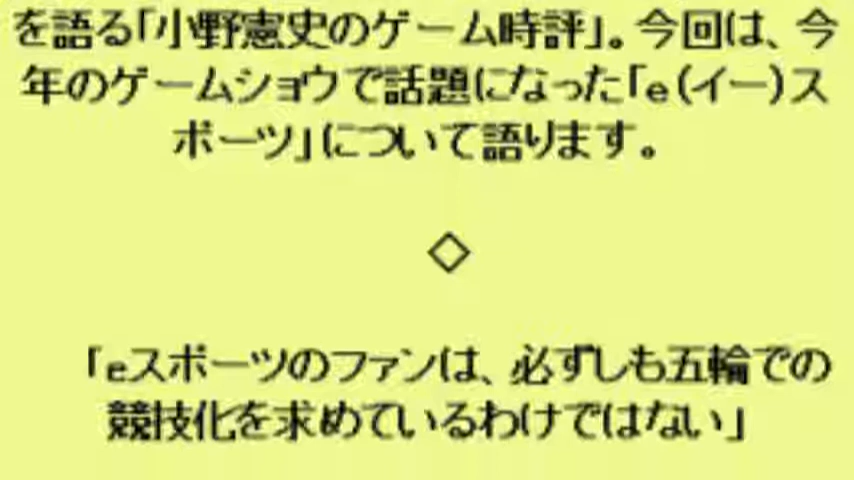 を語る「小野憲史のゲーム時評」。今回は、今
年のゲームショウで話題になった「e(イー)ス
ポーツ」について語ります。
◇
「eスポーツのファンは、必ずしも五輪での
競技化を求めているわけではない」